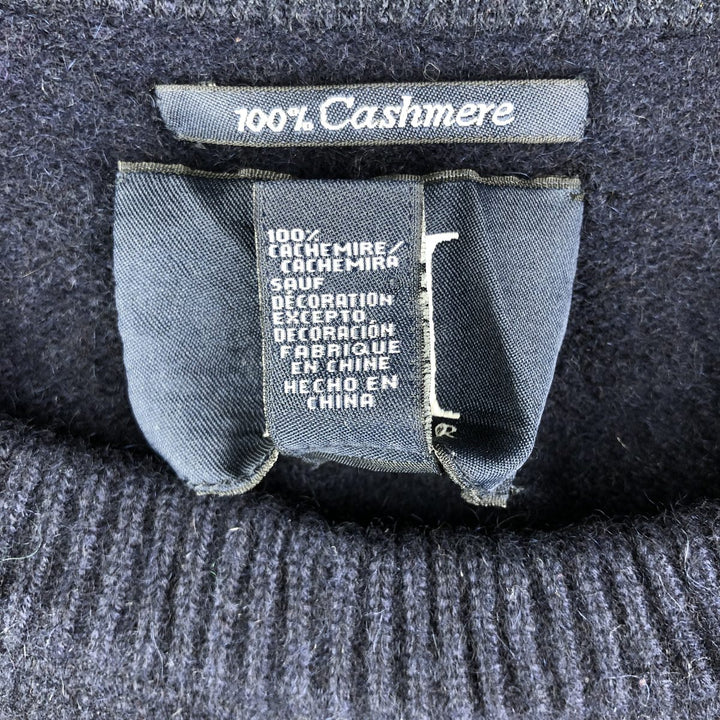 100% Cashmere
100%
CACHEMIRE/
CACHEMIRA
SAUF
DÉCORATION
EXCEPTO
DECORACIÓN
FABRIQUE
EN CHINE
HECHO EN
CHINA
®